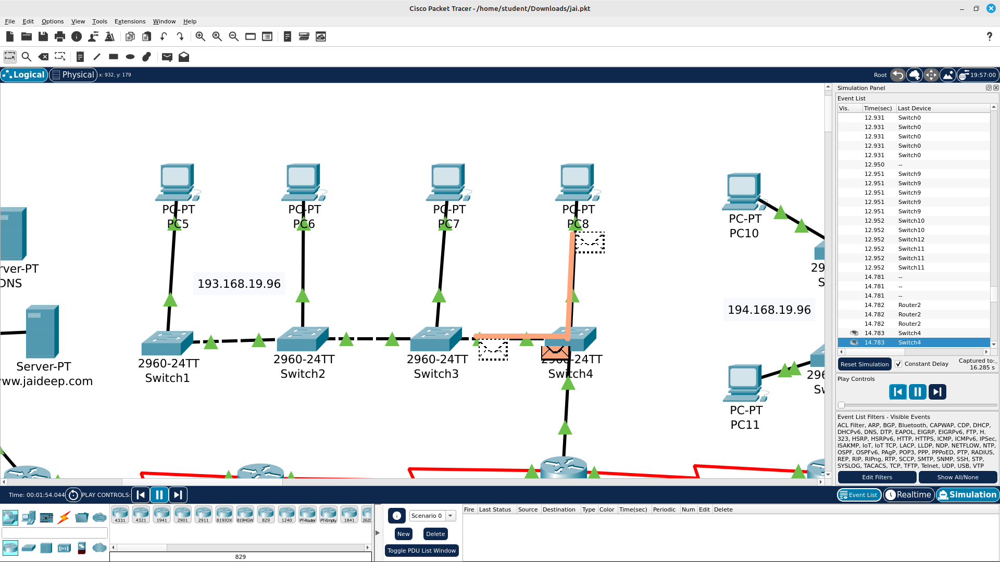 Cisco Packet Tracer - /home/student/Downloads/jai.pkt
File Edit Options View Tools Extensions Window Help
?
Logical Physical x: 932, y: 179
Root 19:57:00
PC-PT
PC5
PC-PT
PC6
PC-PT
PC7
PC-PT
PC8
PC-PT
PC10
rver-PT
DNS
193.168.19.96
29
S
194.168.19.96
Server-PT
ww.jaideep.com
2960-24TT
Switch1
2960-24TT
Switch2
2960-24TT
Switch3
2960-24TT
Switch4
296
Sw
PC-PT
PC11
Simulation Panel
Event List
Vis. Time(sec) Last Device
12.931 Switch0
12.931 Switch0
12.931 Switch0
12.931 Switch0
12.931 Switch0
12.950 --
12.951 Switch9
12.951 Switch9
12.951 Switch9
12.951 Switch9
12.951 Switch9
12.952 Switch10
12.952 Switch10
12.952 Switch12
12.952 Switch11
12.952 Switch11
12.952 Switch11
14.781 --
14.781 --
14.781 --
14.782 Router2
14.782 Router2
14.782 Router2
14.783 Switch4
14.783 Switch4
Reset Simulation Constant Delay Captured to:
16.285 s
Play Controls
Event List Filters - Visible Events
ACL Filter, ARP, BGP, Bluetooth, CAPWAP, CDP, DHCP,
DHCPv6, DNS, DTP, EAPOL, EIGRP, EIGRPv6, FTP, H.
323, HSRP, HSRPv6, HTTP, HTTPS, ICMP, ICMPv6, IPSec,
ISAKMP, IoT, IoT TCP, LACP, LLDP, NDP, NETFLOW, NTP,
OSPF, OSPFv6, PAgP, POP3, PPP, PPPoED, PTP, RADIUS,
REP, RIP, RIPng, RTP, SCCP, SMTP, SNMP, SSH, STP,
SYSLOG, TACACS, TCP, TFTP, Telnet, UDP, USB, VTP
Edit Filters Show All/None
Time: 00:01:54.044 PLAY CONTROLS:
Event List Realtime Simulation
4331 4321 1941 2901 2911 819IOX 819HGW 829 1240 PT-Router PT-Empty 1841 2620
829
Scenario 0
New Delete
Toggle PDU List Window
Fire Last Status Source Destination Type Color Time(sec) Periodic Num Edit Delete